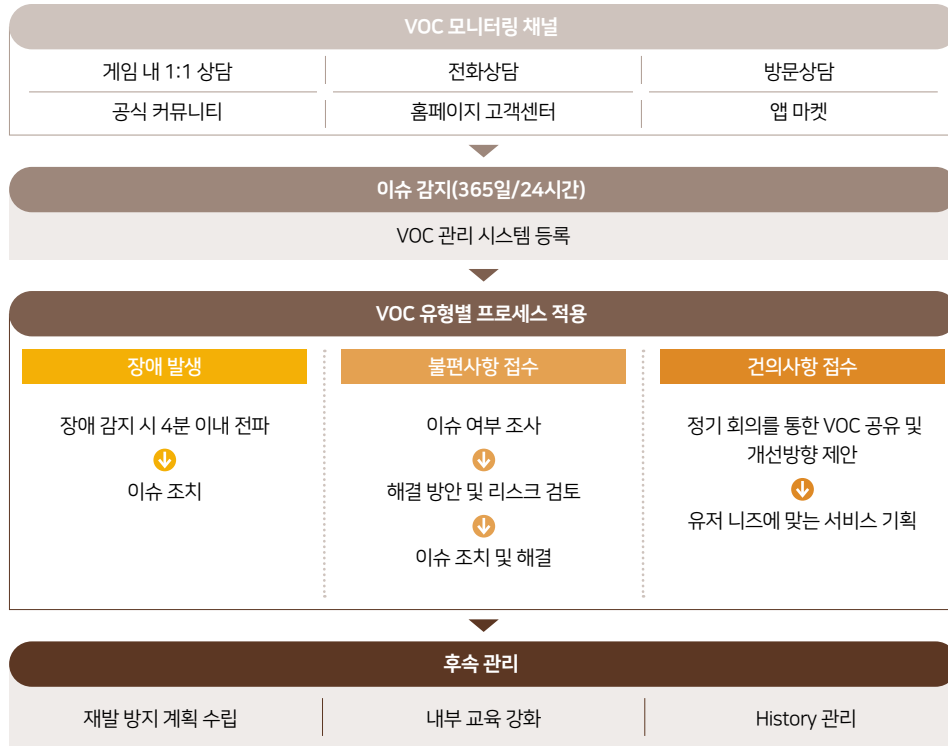 VOC 모니터링 채널
게임 내 1:1 상담
전화상담
방문상담
공식 커뮤니티
홈페이지 고객센터
앱 마켓
이슈 감지(365일/24시간)
VOC 관리 시스템 등록
VOC 유형별 프로세스 적용
장애 발생
장애 감지 시 4분 이내 전파
이슈 조치
불편사항 접수
이슈 여부 조사
해결 방안 및 리스크 검토
이슈 조치 및 해결
건의사항 접수
정기 회의를 통한 VOC 공유 및
개선방향 제안
유저 니즈에 맞는 서비스 기획
후속 관리
재발 방지 계획 수립
내부 교육 강화
History 관리